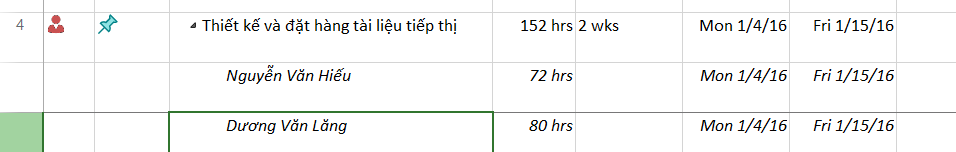 4 Thiết kế và đặt hàng tài liệu tiếp thị 152 hrs 2 wks Mon 1/4/16 Fri 1/15/16
Nguyễn Văn Hiếu 72 hrs Mon 1/4/16 Fri 1/15/16
Dương Văn Lăng 80 hrs Mon 1/4/16 Fri 1/15/16